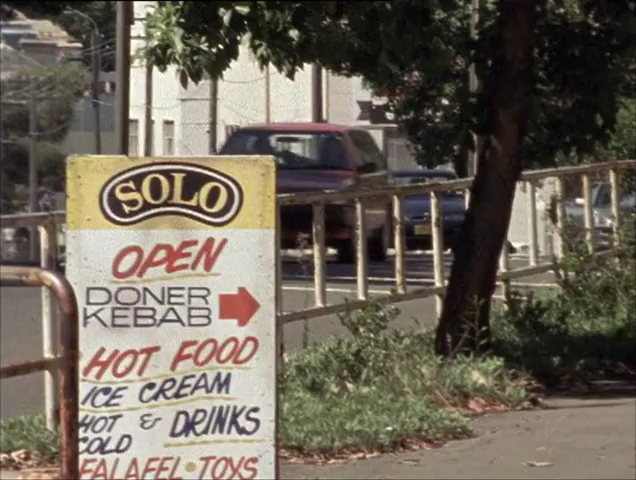 SOLO
OPEN
DONER
KEBAB
HOT FOOD
ICE CREAM
HOT & DRINKS
COLD
FALAFEL • TOYS